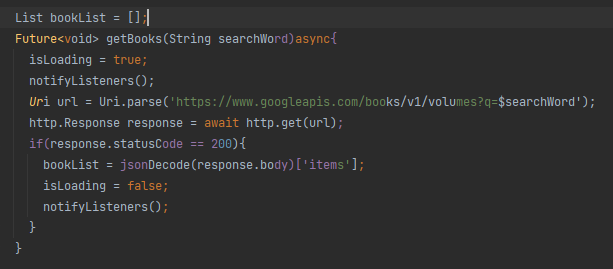 List bookList = [];
Future<void> getBooks(String searchWord)async{
isLoading = true;
notifyListeners();
Uri url = Uri.parse('https://www.googleapis.com/books/v1/volumes?q=$searchWord');
http.Response response = await http.get(url);
if(response.statusCode == 200){
bookList = jsonDecode(response.body)['items'];
isLoading = false;
notifyListeners();
}
}